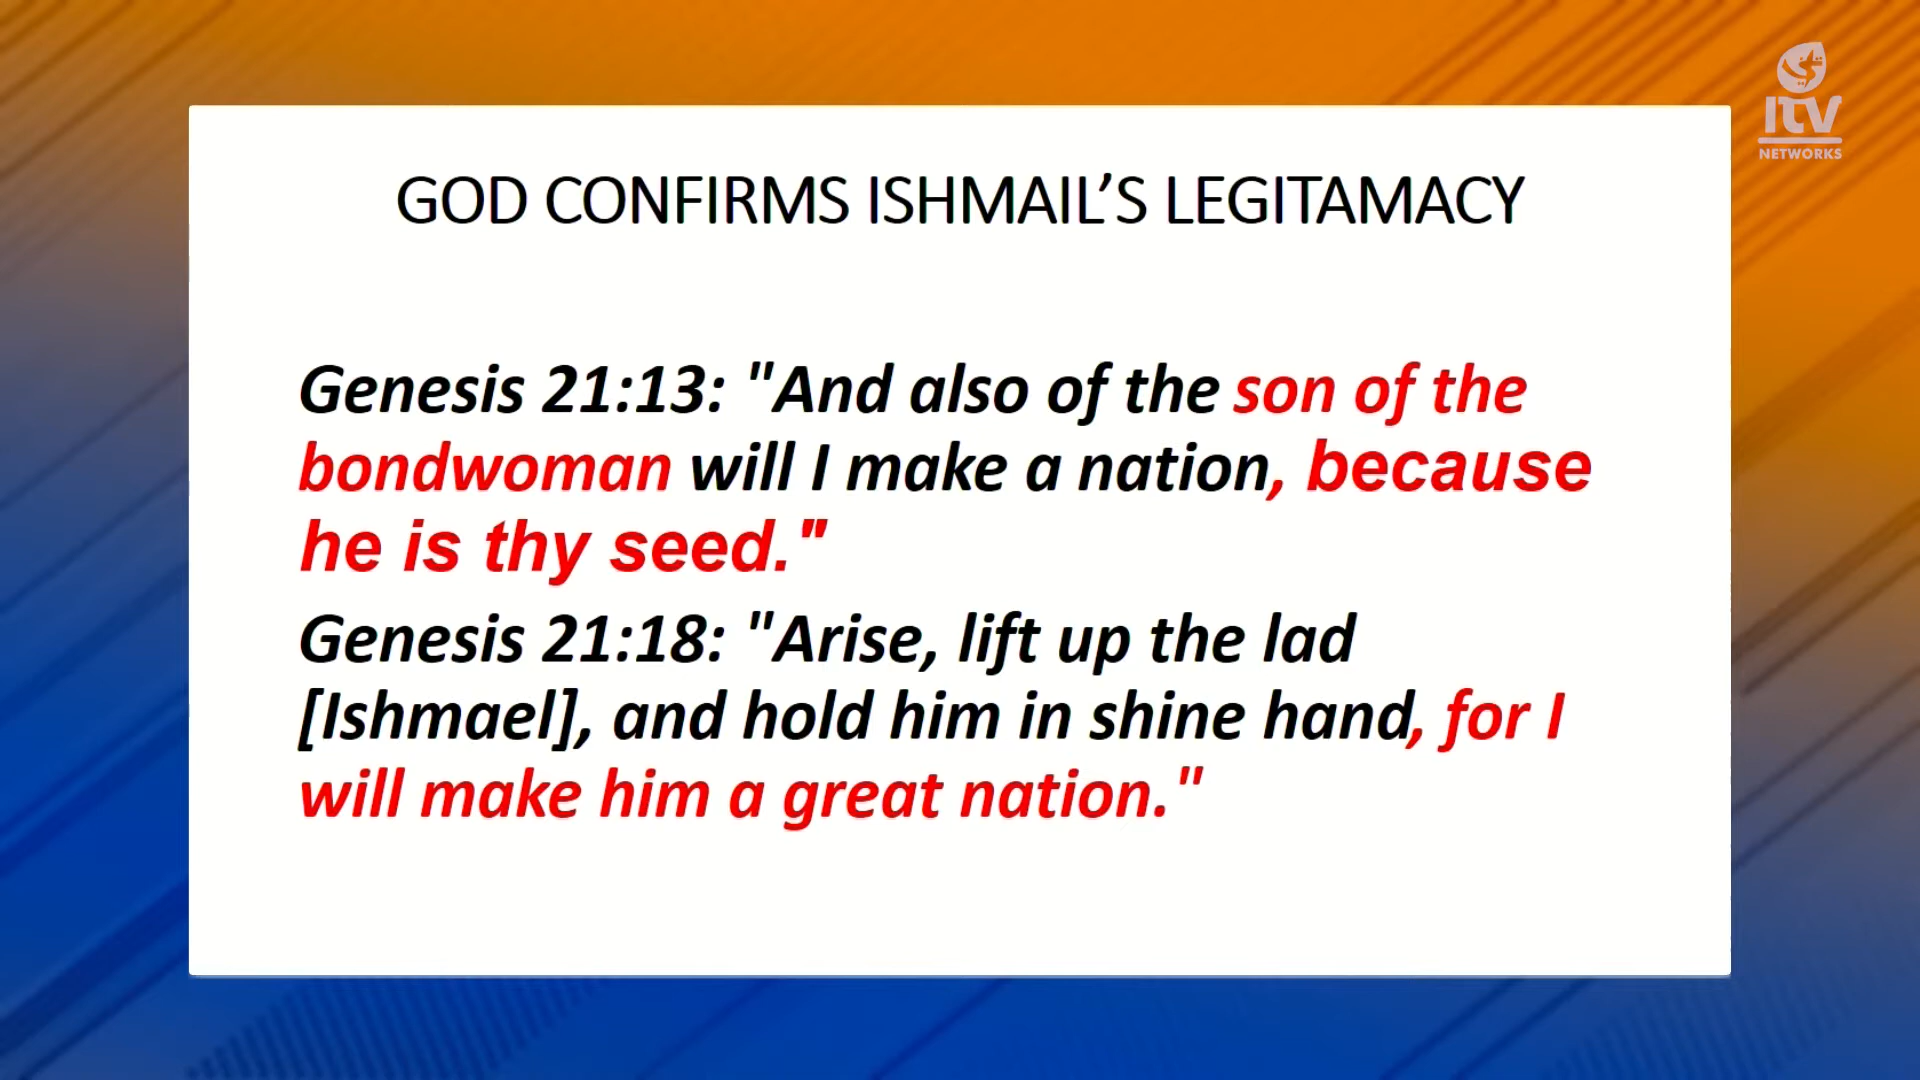 ITV
NETWORKS
GOD CONFIRMS ISHMAIL’S LEGITAMACY
Genesis 21:13: "And also of the son of the
bondwoman will I make a nation, because
he is thy seed."
Genesis 21:18: "Arise, lift up the lad
[Ishmael], and hold him in shine hand, for I
will make him a great nation."